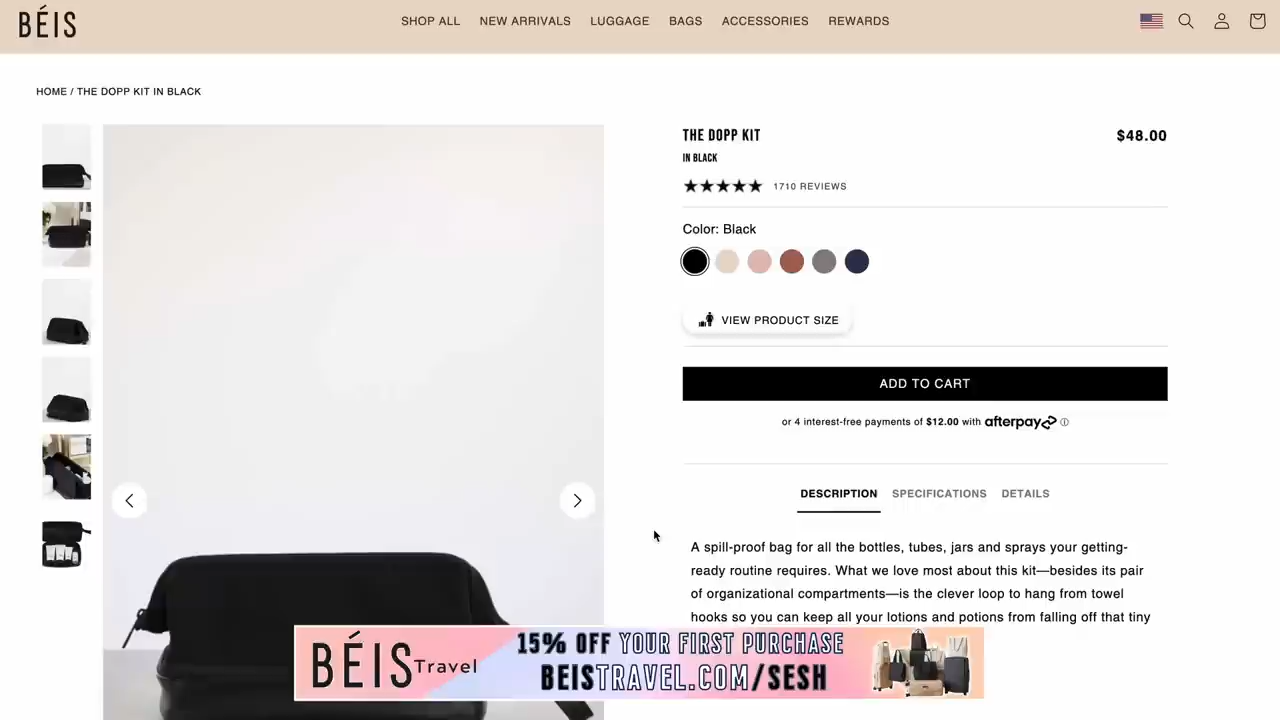 BÉIS
SHOP ALL NEW ARRIVALS LUGGAGE BAGS ACCESSORIES REWARDS
HOME / THE DOPP KIT IN BLACK
THE DOPP KIT $48.00
IN BLACK
1710 REVIEWS
Color: Black
VIEW PRODUCT SIZE
ADD TO CART
or 4 interest-free payments of $12.00 with afterpay
DESCRIPTION SPECIFICATIONS DETAILS
A spill-proof bag for all the bottles, tubes, jars and sprays your getting-
ready routine requires. What we love most about this kit—besides its pair
of organizational compartments—is the clever loop to hang from towel
hooks so you can keep all your lotions and potions from falling off that tiny
BÉIS Travel
15% OFF YOUR FIRST PURCHASE
BEISTRAVEL.COM/SESH